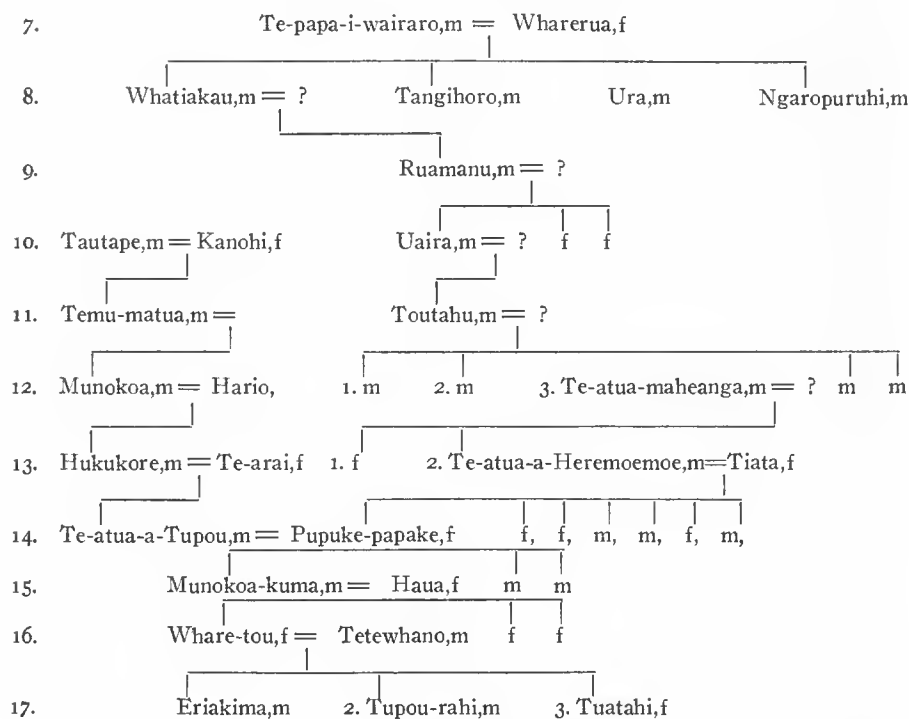 7. Te-papa-i-wairaro,m = Wharerua,f
8. Whatiakau,m = ? Tangihoro,m Ura,m Ngaropuruhi,m
9. Ruamanu,m = ?
10. Tautape,m = Kanohi,f Uaira,m = ? f f
11. Temu-matua,m = Toutahu,m = ?
12. Munokoa,m = Hario, 1. m 2. m 3. Te-atua-maheanga,m = ? m m
13. Hukukore,m = Te-arai,f 1. f 2. Te-atua-a-Heremoemoe,m=Tiata,f
14. Te-atua-a-Tupou,m = Pupuke-papake,f f, f, m, m, f, m,
15. Munokoa-kuma,m = Haua,f m m
16. Whare-tou,f = Tetewhano,m f f
17. Eriakima,m 2. Tupou-rahi,m 3. Tuatahi,f